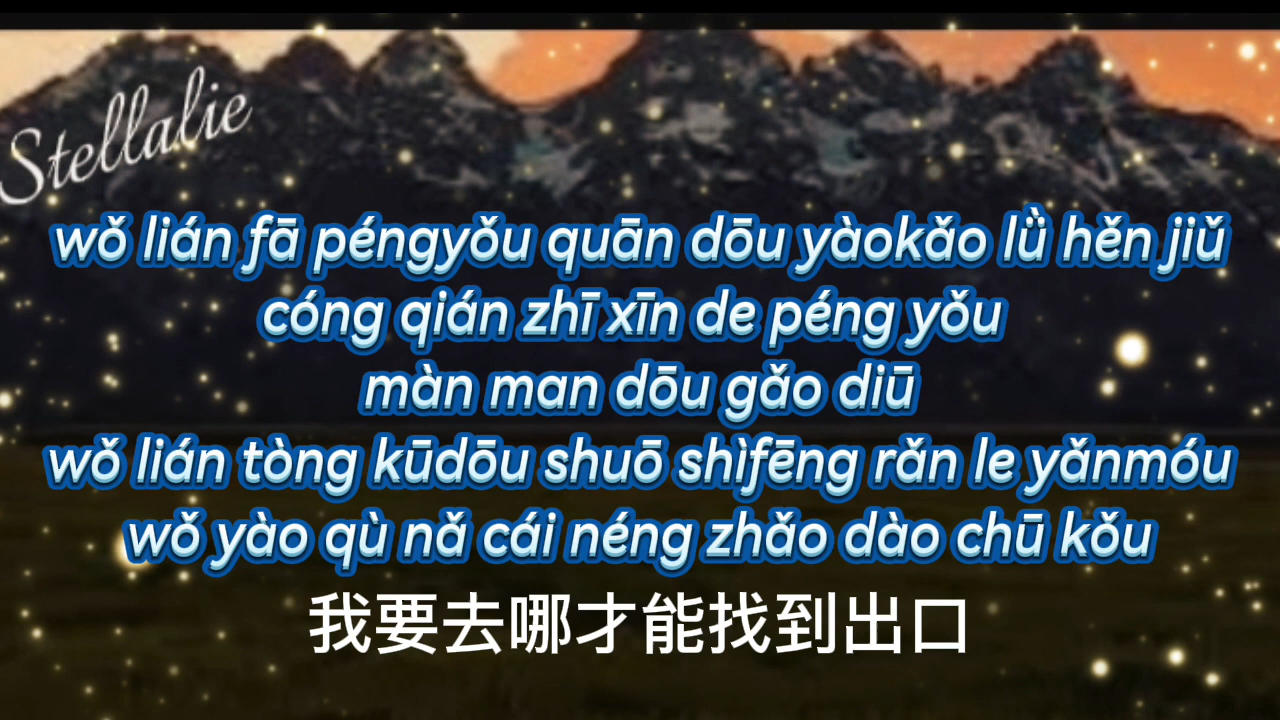 Stellalie
wǒ lián fā péngyǒu quān dōu yàokǎo lǜ hěn jiǔ
cóng qián zhī xīn de péng yǒu
màn man dōu gǎo diū
wǒ lián tòng kūdōu shuō shìfēng rǎn le yǎnmóu
wǒ yào qù nǎ cái néng zhǎo dào chū kǒu
我要去哪才能找到出口